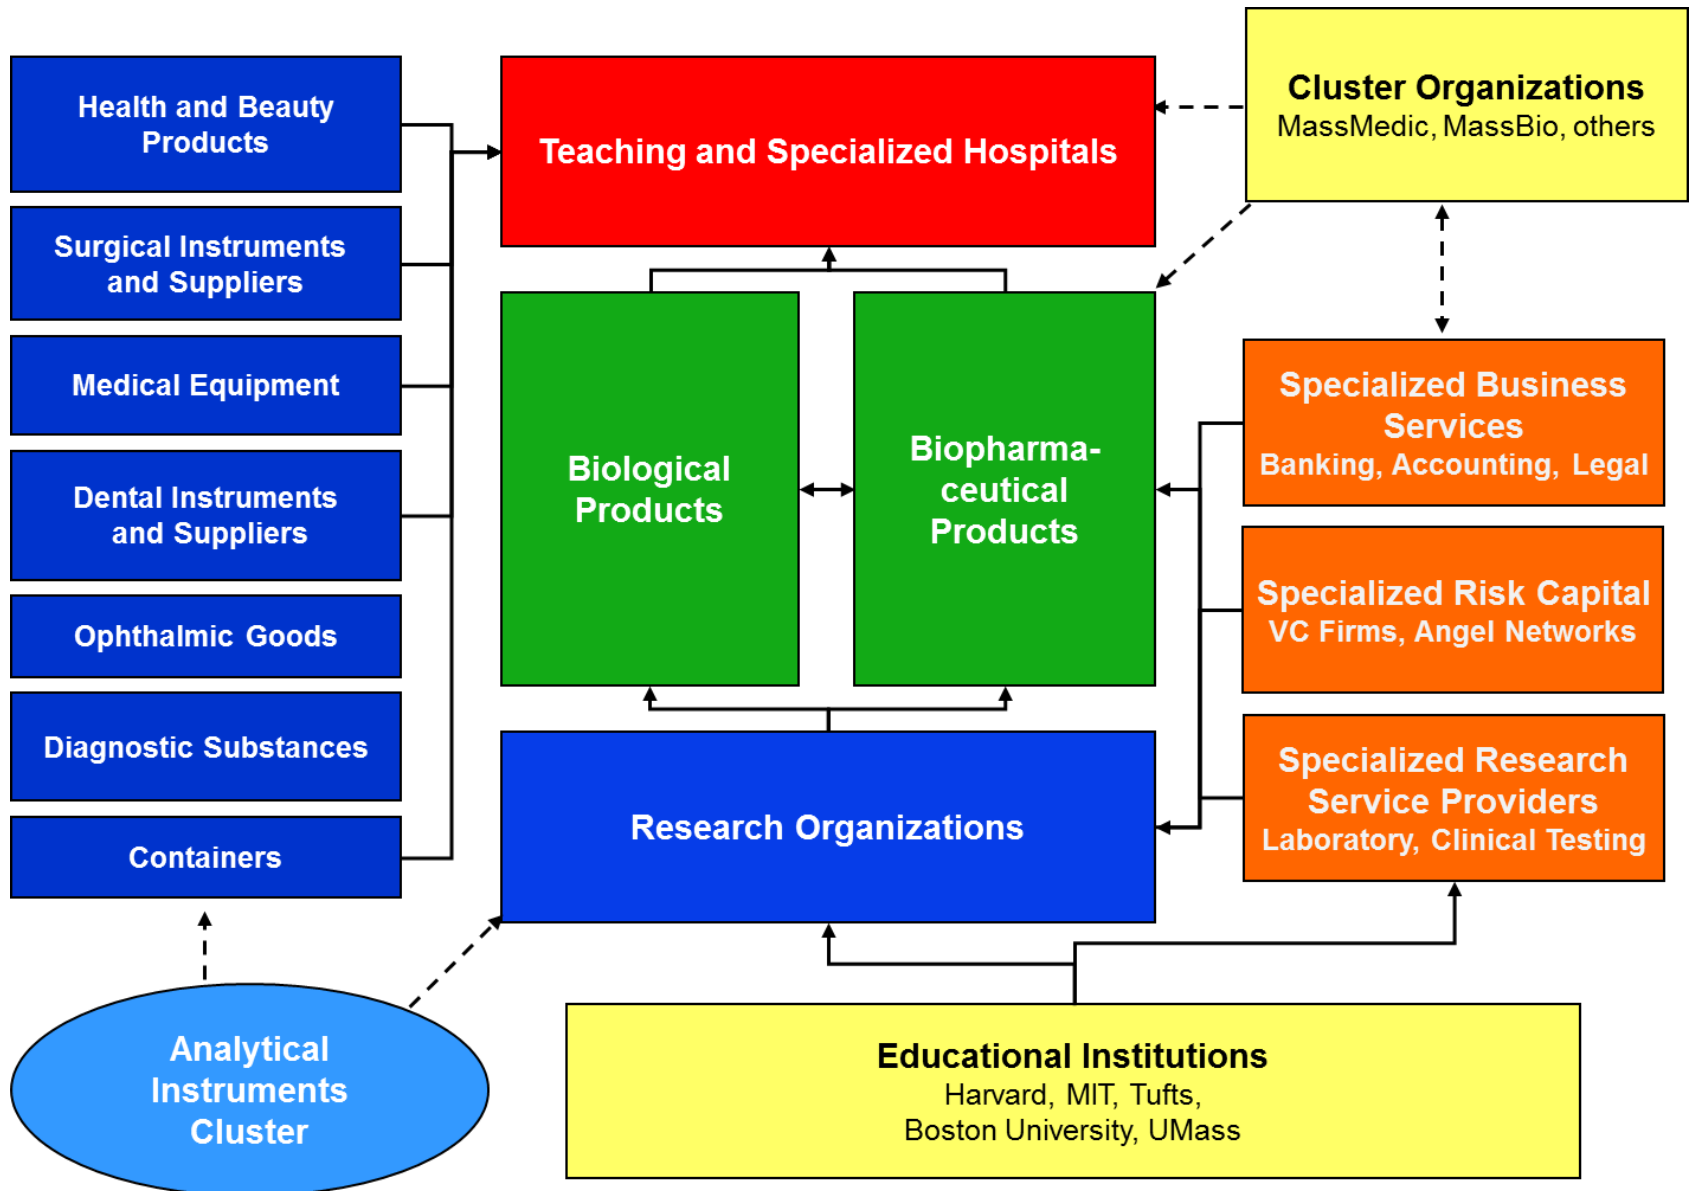 Health and Beauty
Products
Surgical Instruments
and Suppliers
Medical Equipment
Dental Instruments
and Suppliers
Ophthalmic Goods
Diagnostic Substances
Containers
Analytical
Instruments
Cluster
Teaching and Specialized Hospitals
Biological
Products
Biopharma-
ceutical
Products
Research Organizations
Educational Institutions
Harvard, MIT, Tufts,
Boston University, UMass
Cluster Organizations
MassMedic, MassBio, others
Specialized Business
Services
Banking, Accounting, Legal
Specialized Risk Capital
VC Firms, Angel Networks
Specialized Research
Service Providers
Laboratory, Clinical Testing